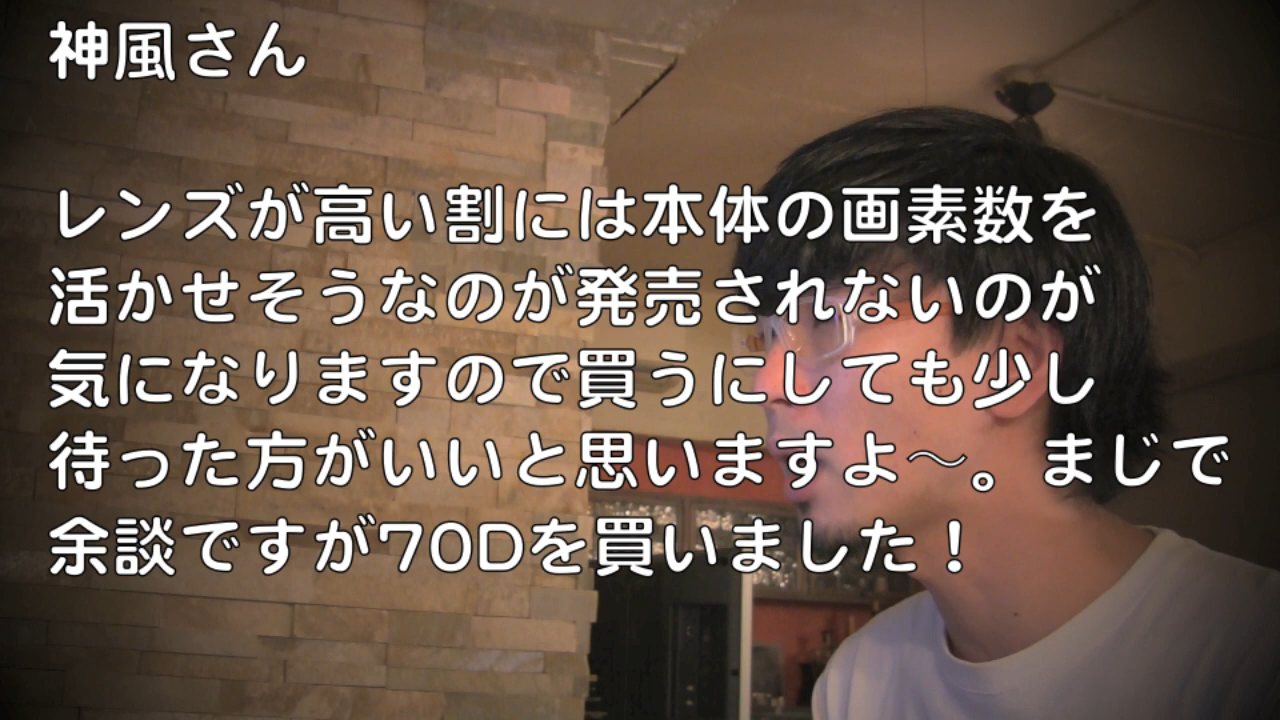 神風さん
レンズが高い割には本体の画素数を
活かせそうなのが発売されないのが
気になりますので買うにしても少し
待った方がいいと思いますよ～。まじで
余談ですが70Dを買いました！